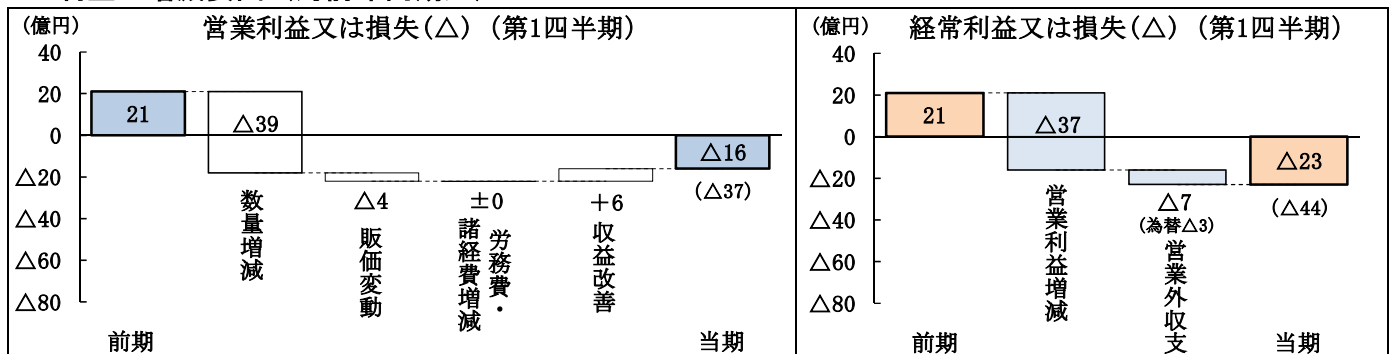 (億円)
営業利益又は損失(△) (第1四半期)
40
20
0
△20
△40
△60
△80
21
△39
△4
±0
+6
△16
(△37)
前期
数量増減
販価変動
労務費・
諸経費増減
収益改善
当期
(億円)
経常利益又は損失(△) (第1四半期)
40
20
0
△20
△40
△60
△80
21
△37
△7
(為替△3)
△23
(△44)
前期
営業利益増減
営業外収支
当期